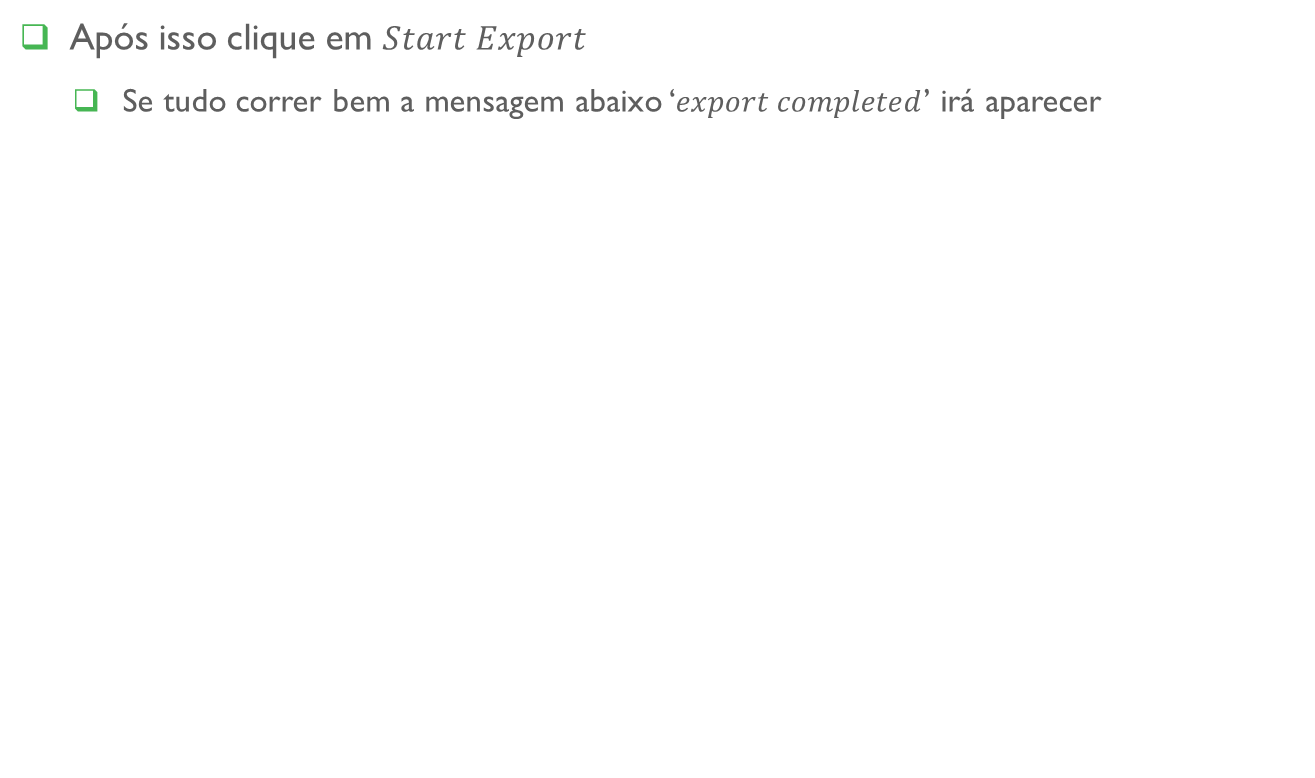 Após isso clique em Start Export
Se tudo correr bem a mensagem abaixo ‘export completed’ irá aparecer